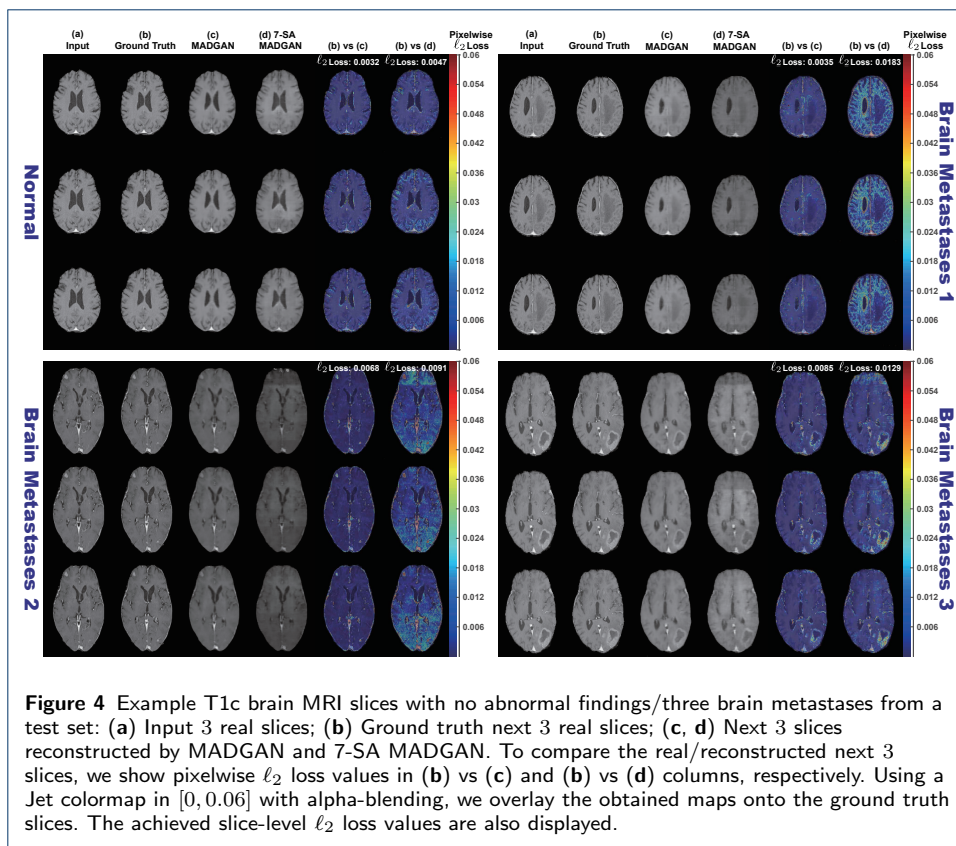 (a) (b) (c) (d) 7-SA Pixelwise
Input Ground Truth MADGAN MADGAN (b) vs (c) (b) vs (d) ℓ2 Loss
ℓ2 Loss: 0.0032 ℓ2 Loss: 0.0047
Normal
0.06
0.054
0.048
0.042
0.036
0.03
0.024
0.018
0.012
0.006
(a) (b) (c) (d) 7-SA Pixelwise
Input Ground Truth MADGAN MADGAN (b) vs (c) (b) vs (d) ℓ2 Loss
ℓ2 Loss: 0.0035 ℓ2 Loss: 0.0183
0.06
0.054
0.048
0.042
0.036
0.03
0.024
0.018
0.012
0.006
Brain Metastases 1
ℓ2 Loss: 0.0068 ℓ2 Loss: 0.0091
Brain Metastases 2
0.06
0.054
0.048
0.042
0.036
0.03
0.024
0.018
0.012
0.006
ℓ2 Loss: 0.0085 ℓ2 Loss: 0.0129
0.06
0.054
0.048
0.042
0.036
0.03
0.024
0.018
0.012
0.006
Brain Metastases 3
Figure 4 Example T1c brain MRI slices with no abnormal findings/three brain metastases from a
test set: (a) Input 3 real slices; (b) Ground truth next 3 real slices; (c, d) Next 3 slices
reconstructed by MADGAN and 7-SA MADGAN. To compare the real/reconstructed next 3
slices, we show pixelwise ℓ2 loss values in (b) vs (c) and (b) vs (d) columns, respectively. Using a
Jet colormap in [0, 0.06] with alpha-blending, we overlay the obtained maps onto the ground truth
slices. The achieved slice-level ℓ2 loss values are also displayed.